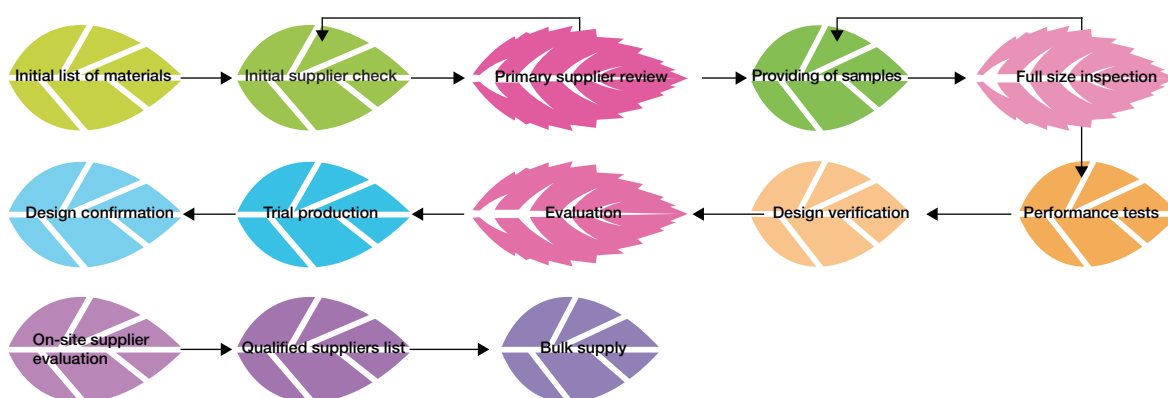 Initial list of materials
Initial supplier check
Primary supplier review
Providing of samples
Full size inspection
Design confirmation
Trial production
Evaluation
Design verification
Performance tests
On-site supplier
evaluation
Qualified suppliers list
Bulk supply